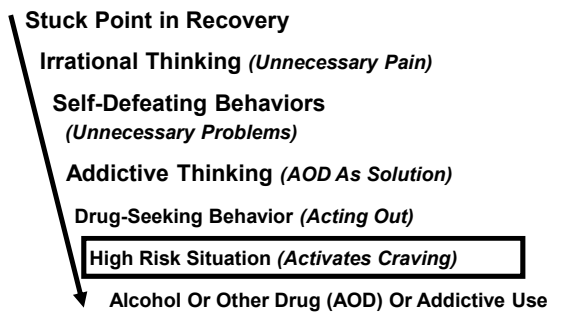 Stuck Point in Recovery
Irrational Thinking (Unnecessary Pain)
Self-Defeating Behaviors
(Unnecessary Problems)
Addictive Thinking (AOD As Solution)
Drug-Seeking Behavior (Acting Out)
High Risk Situation (Activates Craving)
Alcohol Or Other Drug (AOD) Or Addictive Use